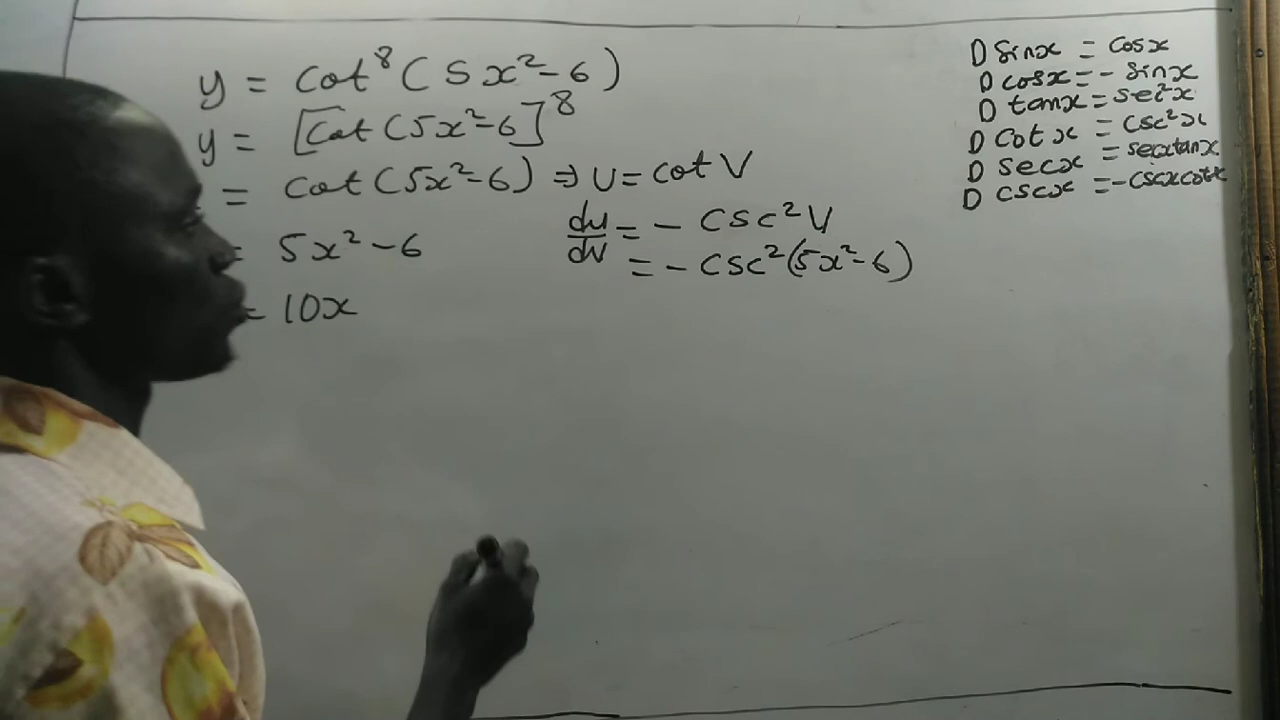 y = Cot⁸(5x²-6)
y = [Cot(5x²-6]⁸
= cot(5x²-6) ⇒ U = cot V
= 5x²-6
= 10x
du/dv = - csc² V
= - csc²(5x²-6)
D sinx = cosx
D cosx = - sinx
D tanx = sec²x
D cotx = csc²x
D secx = secxtanx
D cscx = -cscxcotx